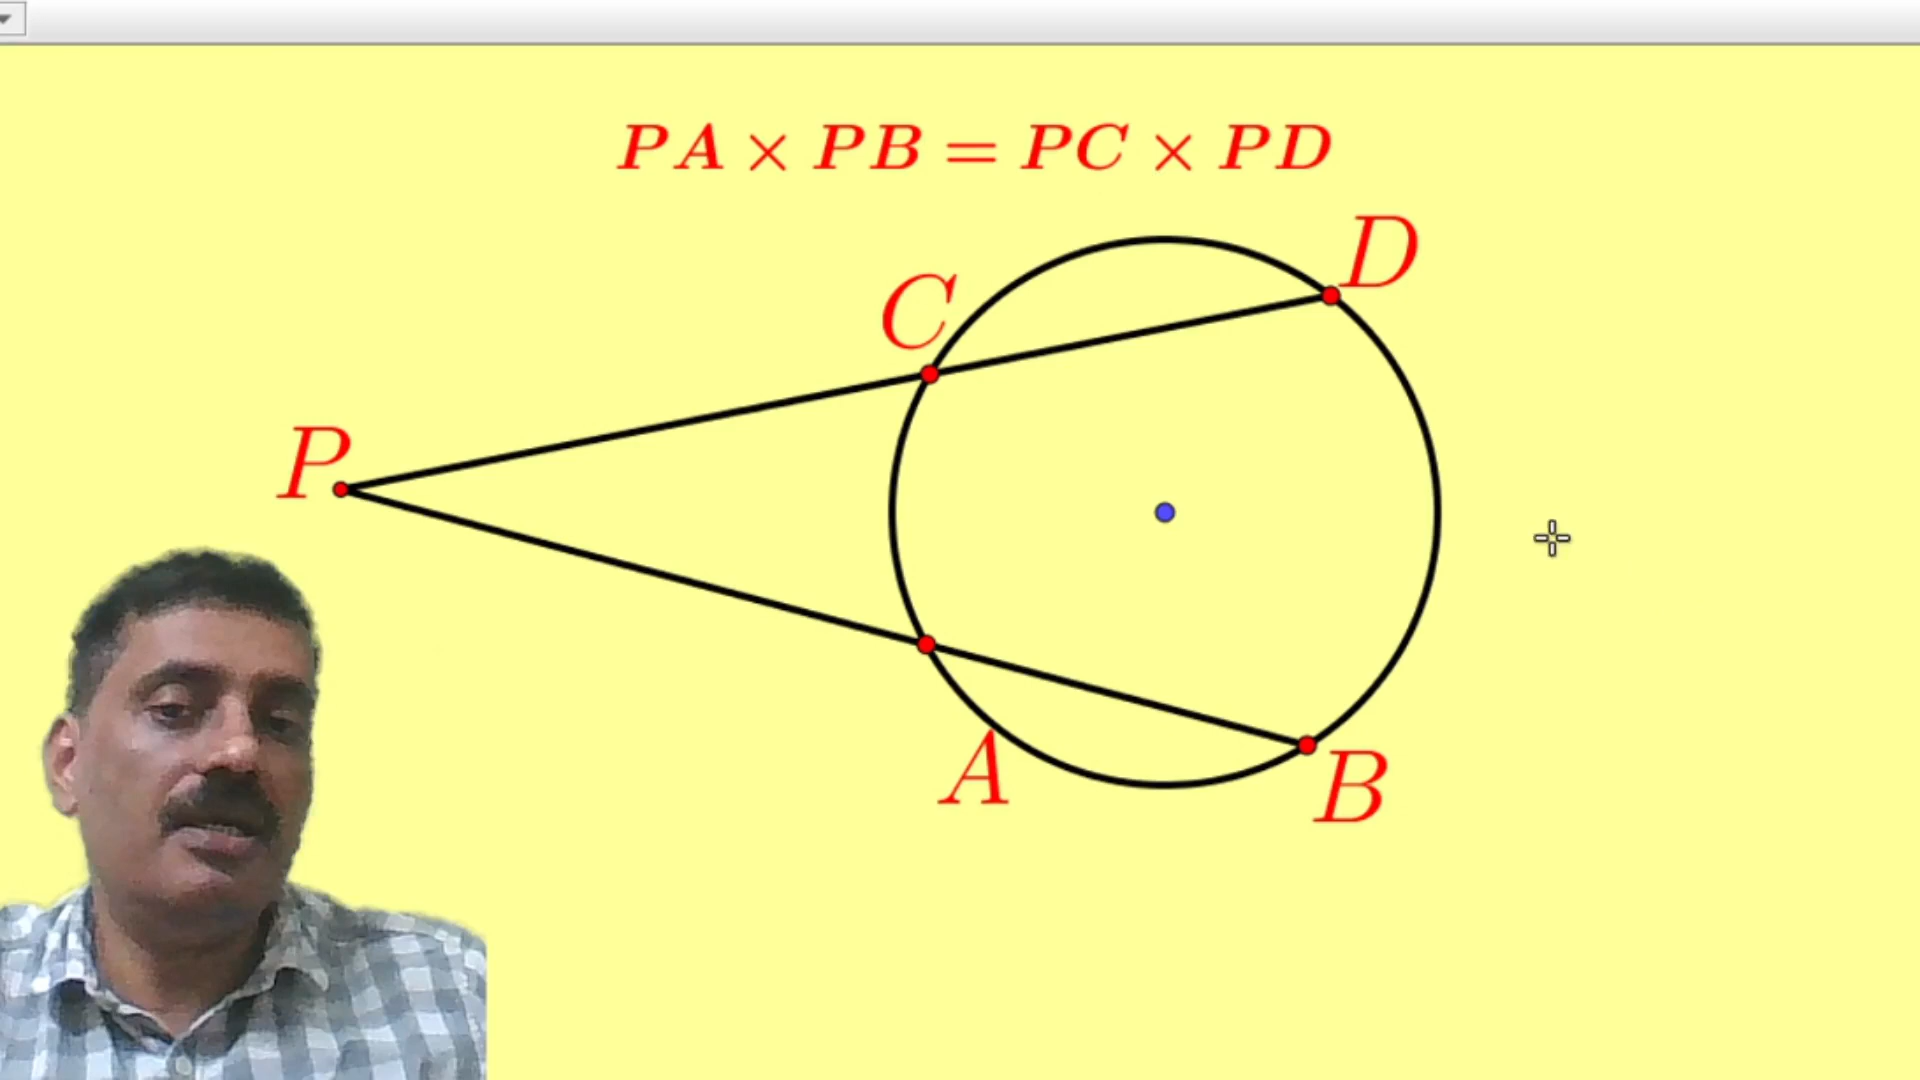 PA × PB = PC × PD
D
C
P
A
B